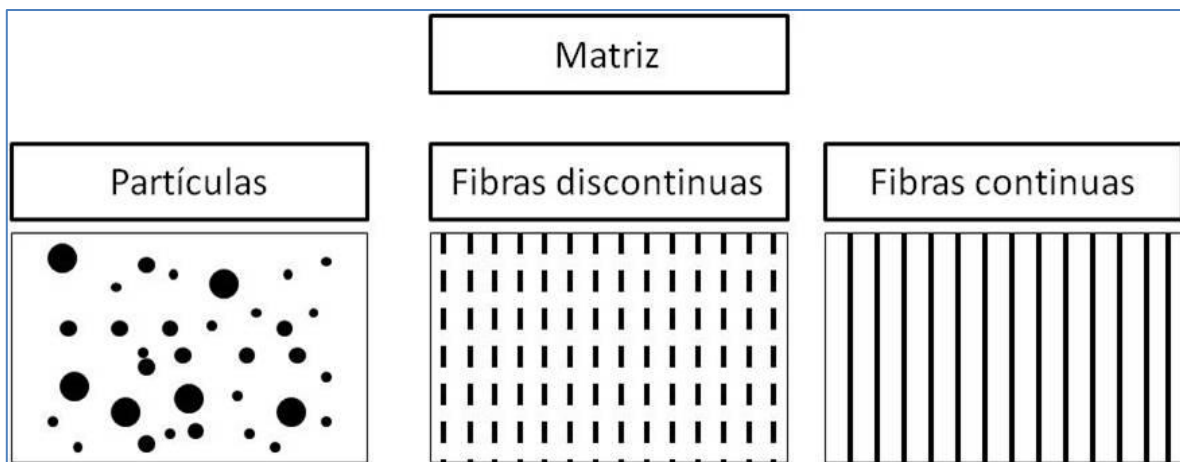 Matriz
Partículas
Fibras discontinuas
Fibras continuas